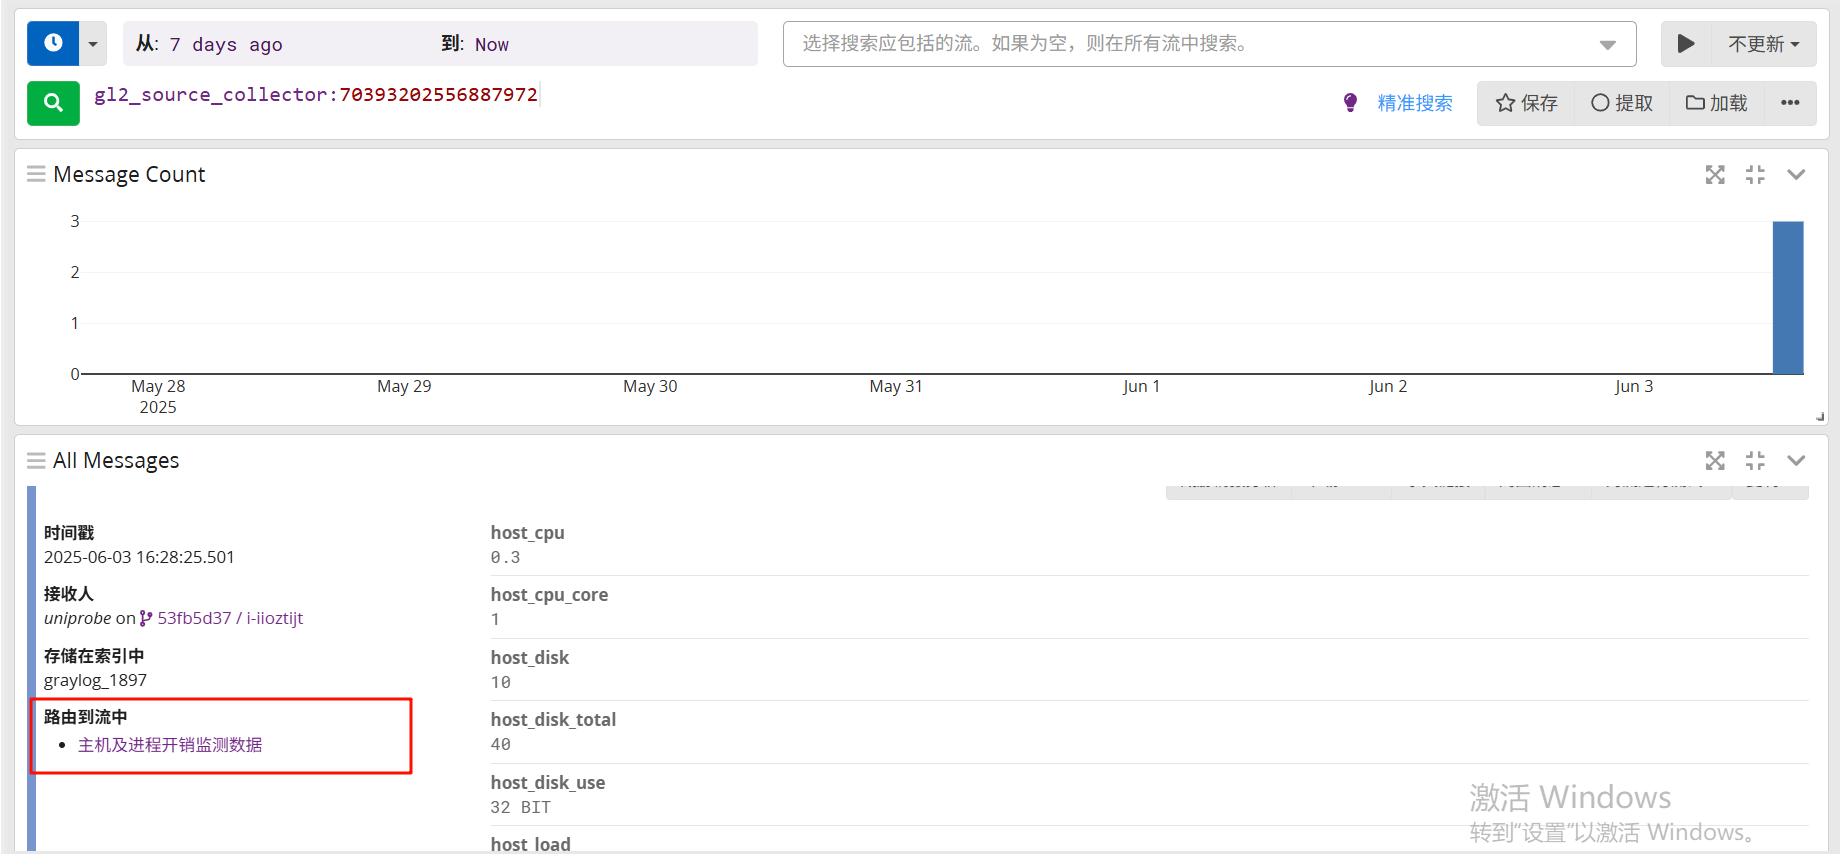 从: 7 days ago 到: Now 选择搜索应包括的流。如果为空，则在所有流中搜索。 不更新
gl2_source_collector:70393202556887972 精准搜索 保存 提取 加载 •••
Message Count
3
2
1
0
May 28 May 29 May 30 May 31 Jun 1 Jun 2 Jun 3
2025
All Messages
时间戳
2025-06-03 16:28:25.501
接收人
uniprobe on 53fb5d37 / i-iioztijt
存储在索引中
graylog_1897
路由到流中
• 主机及进程开销监测数据
host_cpu
0.3
host_cpu_core
1
host_disk
10
host_disk_total
40
host_disk_use
32 BIT
host_load
激活 Windows
转到"设置"以激活 Windows。